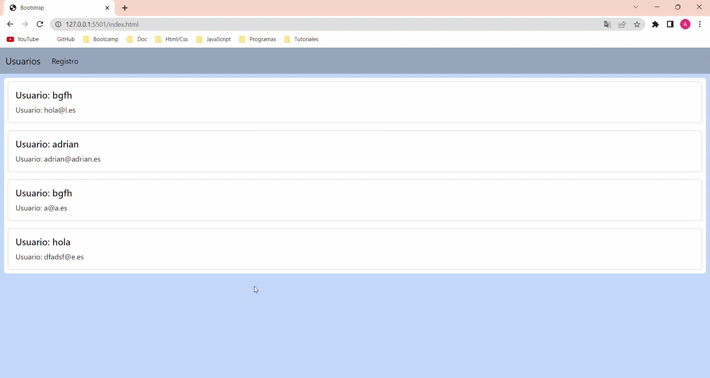 Bootstrap
127.0.0.1:5501/index.html
A
YouTube GitHub Bootcamp Doc Html/Css JavaScript Programas Tutoriales
Usuarios Registro
Usuario: bgfh
Usuario: hola@l.es
Usuario: adrian
Usuario: adrian@adrian.es
Usuario: bgfh
Usuario: a@a.es
Usuario: hola
Usuario: dfadsf@e.es